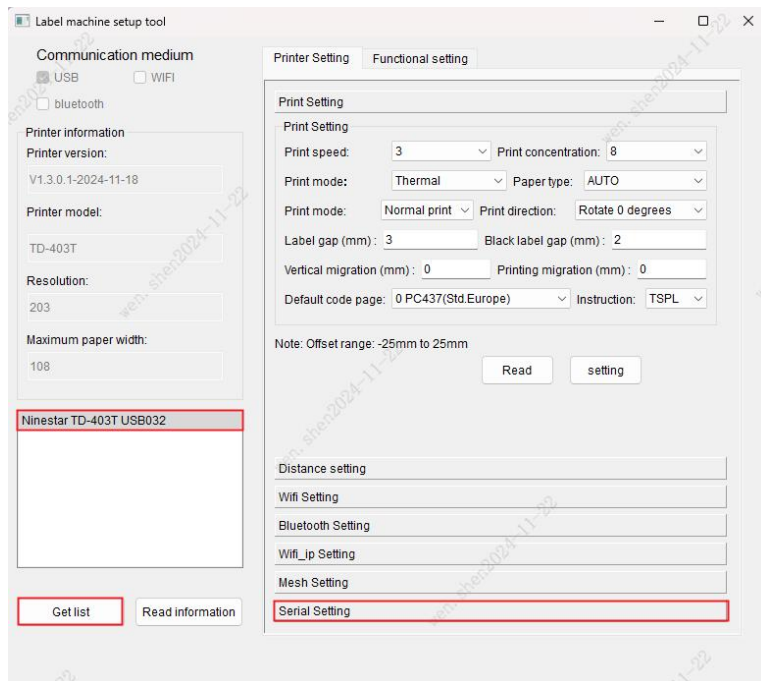 Label machine setup tool
Communication medium
USB WIFI
bluetooth
Printer information
Printer version:
V1.3.0.1-2024-11-18
Printer model:
TD-403T
Resolution:
203
Maximum paper width:
108
Ninestar TD-403T USB032
Get list Read information
Printer Setting Functional setting
Print Setting
Print Setting
Print speed: 3 Print concentration: 8
Print mode: Thermal Paper type: AUTO
Print mode: Normal print Print direction: Rotate 0 degrees
Label gap (mm) : 3 Black label gap (mm) : 2
Vertical migration (mm) : 0 Printing migration (mm) : 0
Default code page: 0 PC437(Std.Europe) Instruction: TSPL
Note: Offset range: -25mm to 25mm
Read setting
Distance setting
Wifi Setting
Bluetooth Setting
Wifi_ip Setting
Mesh Setting
Serial Setting
wen. shen2024-11-22